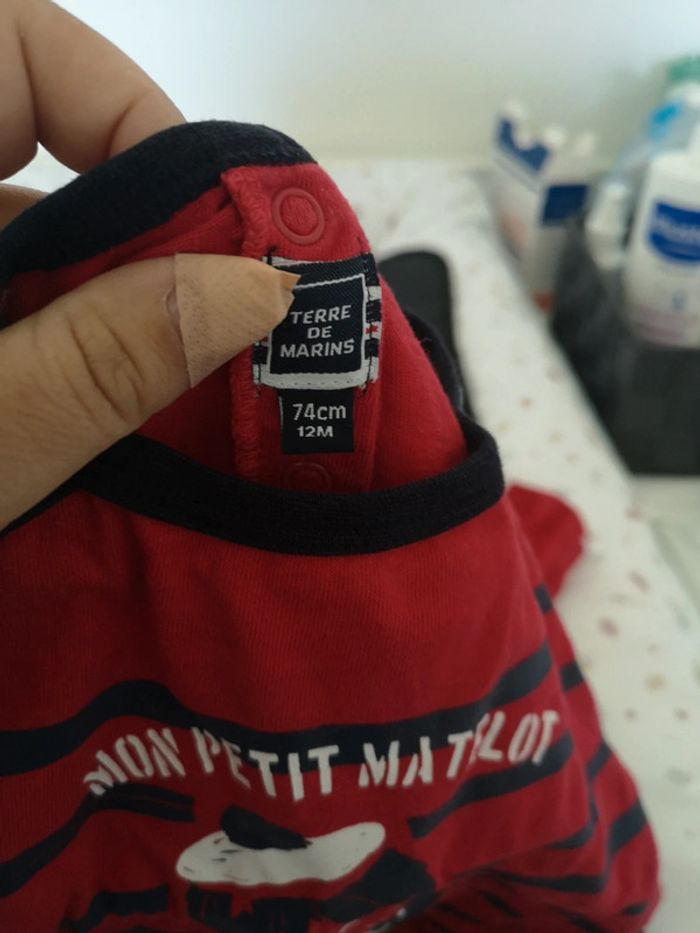 TERRE
DE
MARINS
74cm
12M
MON PETIT MATELOT